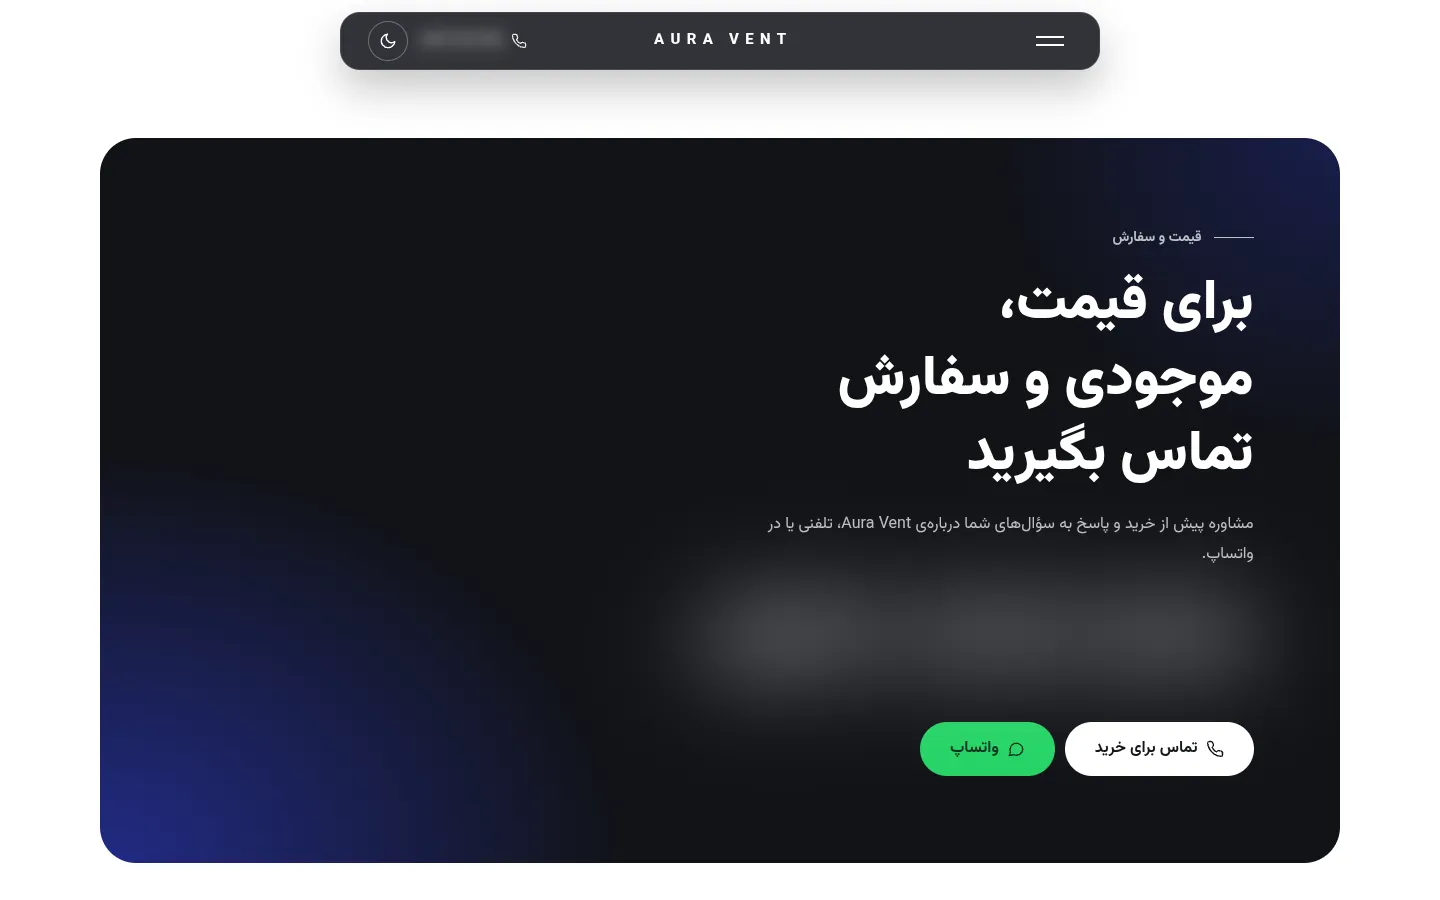 AURA VENT
قیمت و سفارش
برای قیمت،
موجودی و سفارش
تماس بگیرید
مشاوره پیش از خرید و پاسخ به سؤال‌های شما درباره‌ی Aura Vent، تلفنی یا در
واتساپ.
تماس برای خرید
واتساپ